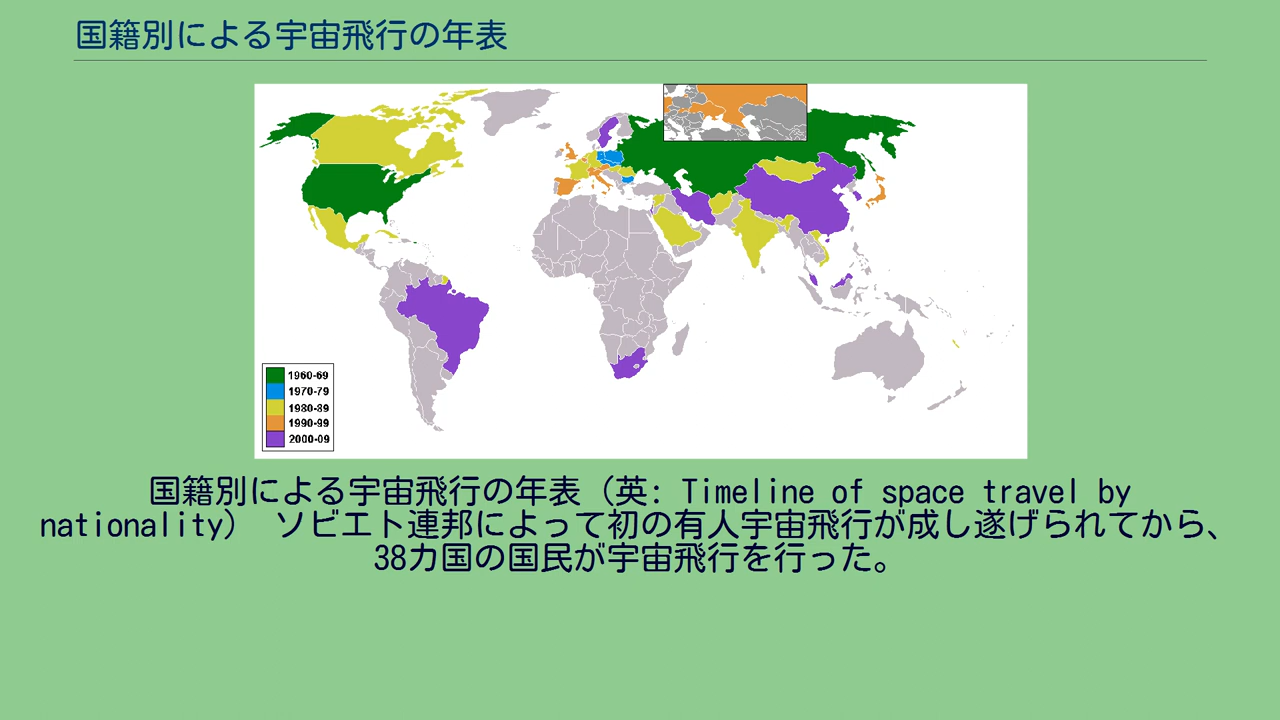 国籍別による宇宙飛行の年表
1960-69
1970-79
1980-89
1990-99
2000-09
国籍別による宇宙飛行の年表（英: Timeline of space travel by
nationality） ソビエト連邦によって初の有人宇宙飛行が成し遂げられてから、
38カ国の国民が宇宙飛行を行った。